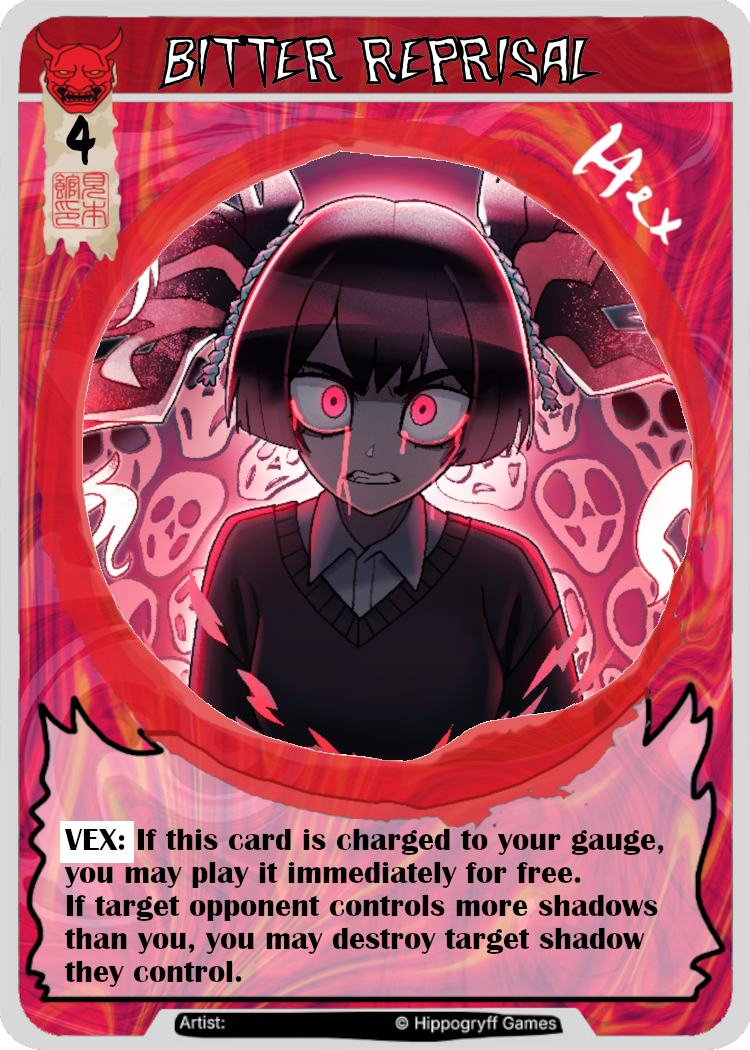 BITTER REPRISAL
4
Hex
見本
VEX: If this card is charged to your gauge,
you may play it immediately for free.
If target opponent controls more shadows
than you, you may destroy target shadow
they control.
Artist:
© Hippogryff Games